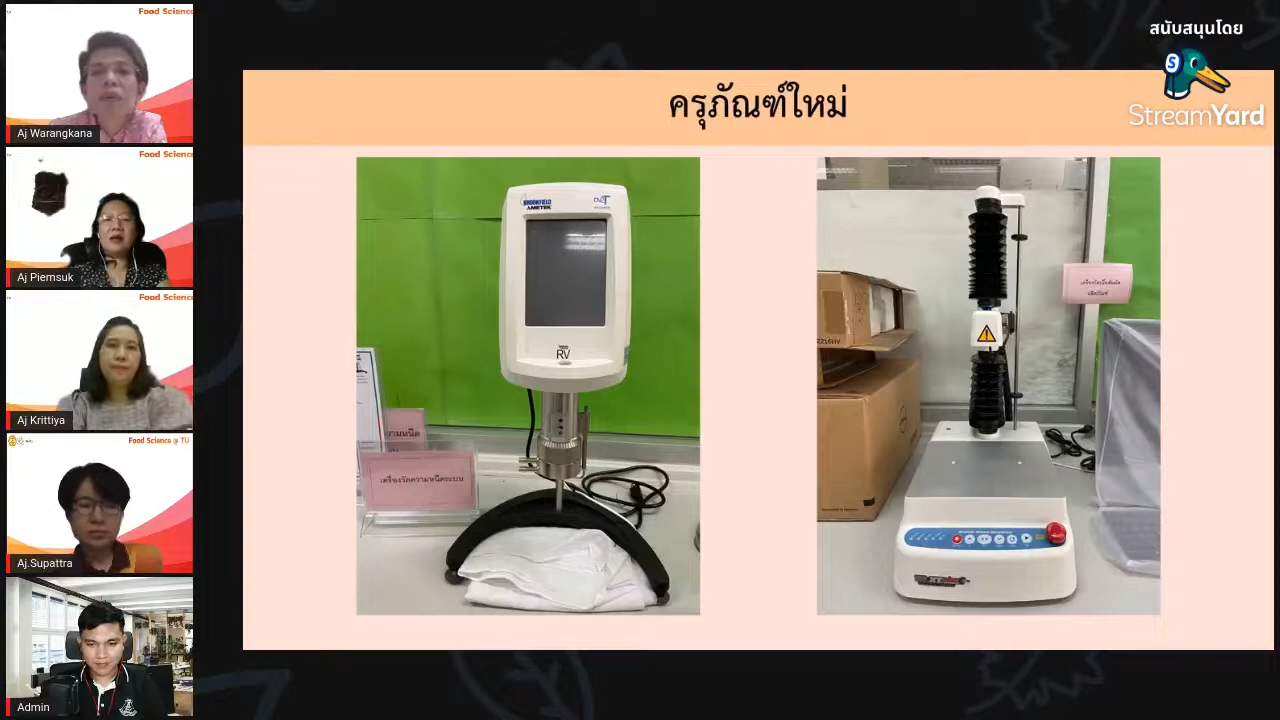 Food Science
Aj Warangkana
Food Science
Aj Piemsuk
Food Science
Aj Krittiya
Food Science @ TU
Aj.Supattra
Admin
สนับสนุนโดย
S
StreamYard
ครุภัณฑ์ใหม่
BROOKFIELD
AMETEK
DV2T
RV
เครื่องวัดความหนืดระบบ
2216HV